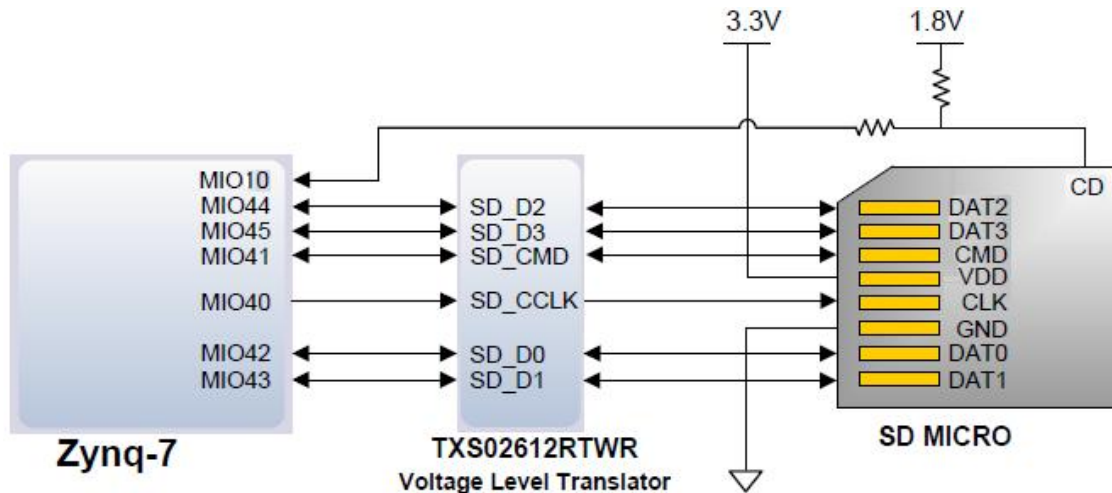 3.3V
1.8V
MIO10
MIO44
MIO45
MIO41
MIO40
MIO42
MIO43
Zynq-7
SD_D2
SD_D3
SD_CMD
SD_CCLK
SD_D0
SD_D1
TXS02612RTWR
Voltage Level Translator
CD
DAT2
DAT3
CMD
VDD
CLK
GND
DAT0
DAT1
SD MICRO